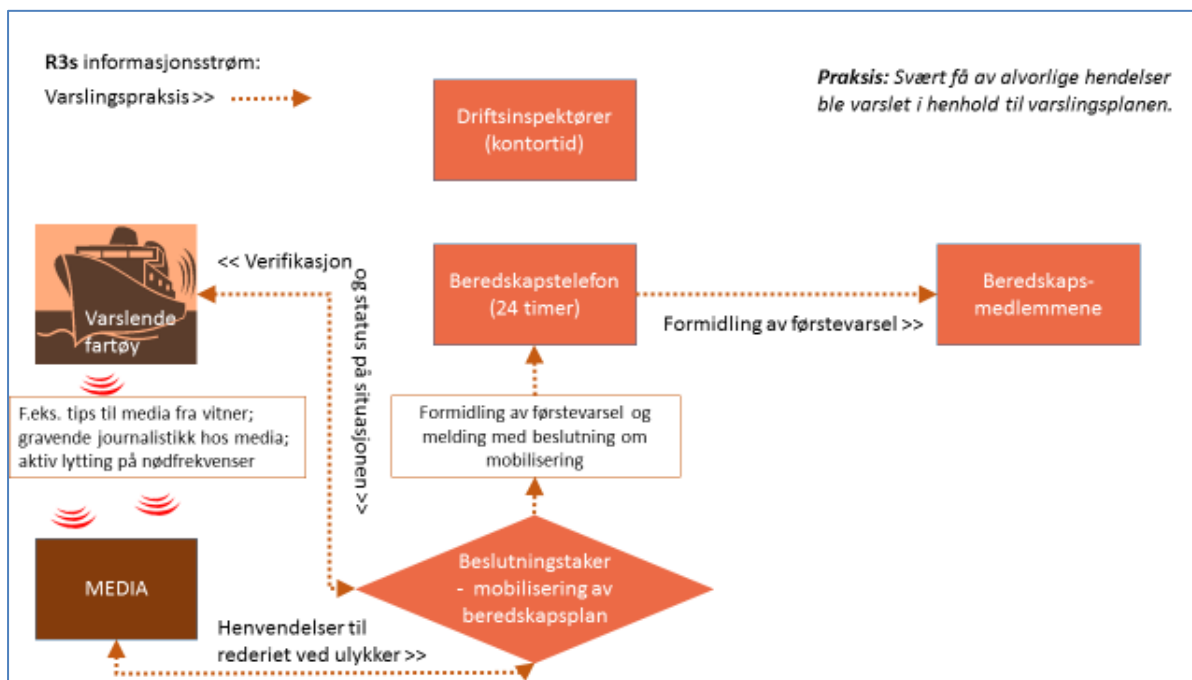 R3s informasjonsstrøm:
Varslingspraksis >>
Praksis: Svært få av alvorlige hendelser
ble varslet i henhold til varslingsplanen.
Driftsinspektører
(kontortid)
<< Verifikasjon
og status på situasjonen >>
Varslende
fartøy
Beredskapstelefon
(24 timer)
Formidling av førstevarsel >>
Beredskaps-
medlemmene
F.eks. tips til media fra vitner;
gravende journalistikk hos media;
aktiv lytting på nødfrekvenser
Formidling av førstevarsel og
melding med beslutning om
mobilisering
MEDIA
Beslutningstaker
- mobilisering av
beredskapsplan
Henvendelser til
rederiet ved ulykker >>